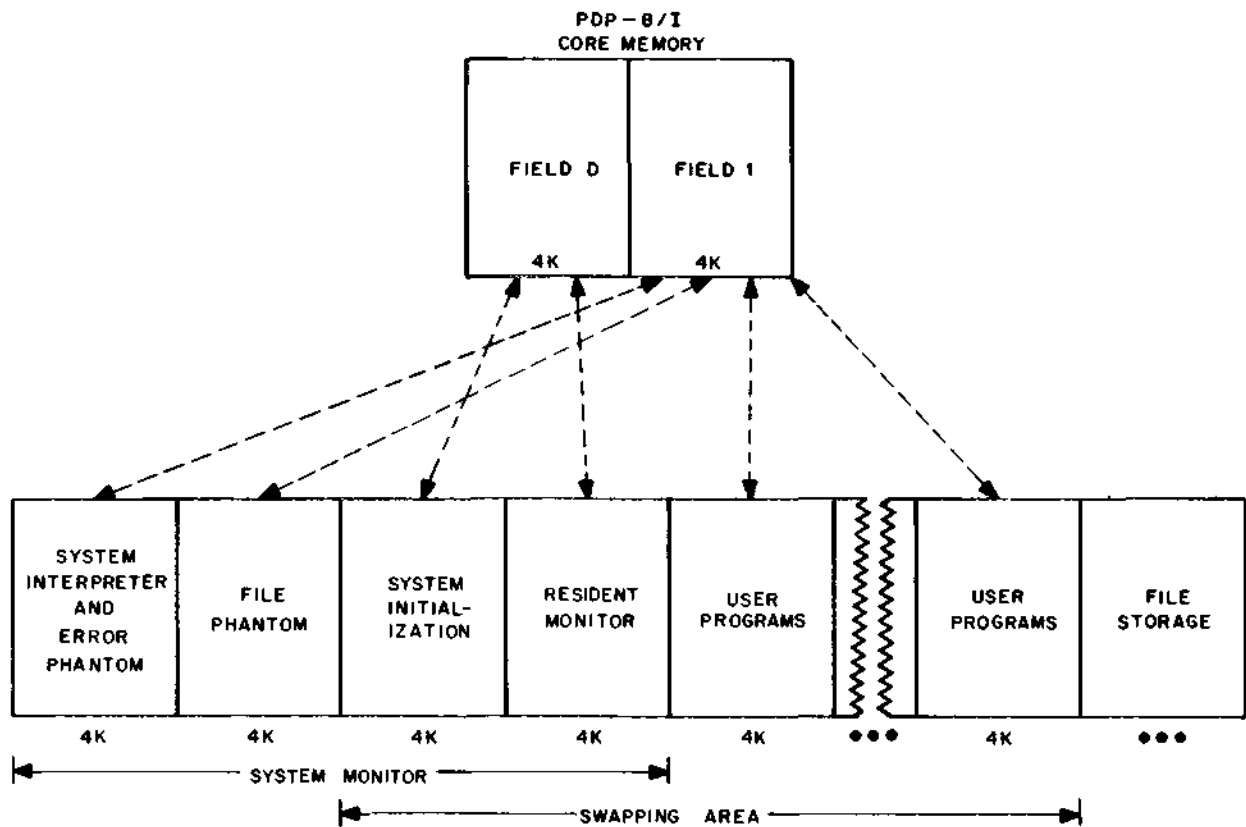 PDP-8/I
CORE MEMORY
FIELD 0
FIELD 1
4K
4K
SYSTEM
INTERPRETER
AND
ERROR
PHANTOM
FILE
PHANTOM
SYSTEM
INITIAL-
IZATION
RESIDENT
MONITOR
USER
PROGRAMS
USER
PROGRAMS
FILE
STORAGE
4K
4K
4K
4K
4K
•••
4K
•••
SYSTEM MONITOR
SWAPPING AREA